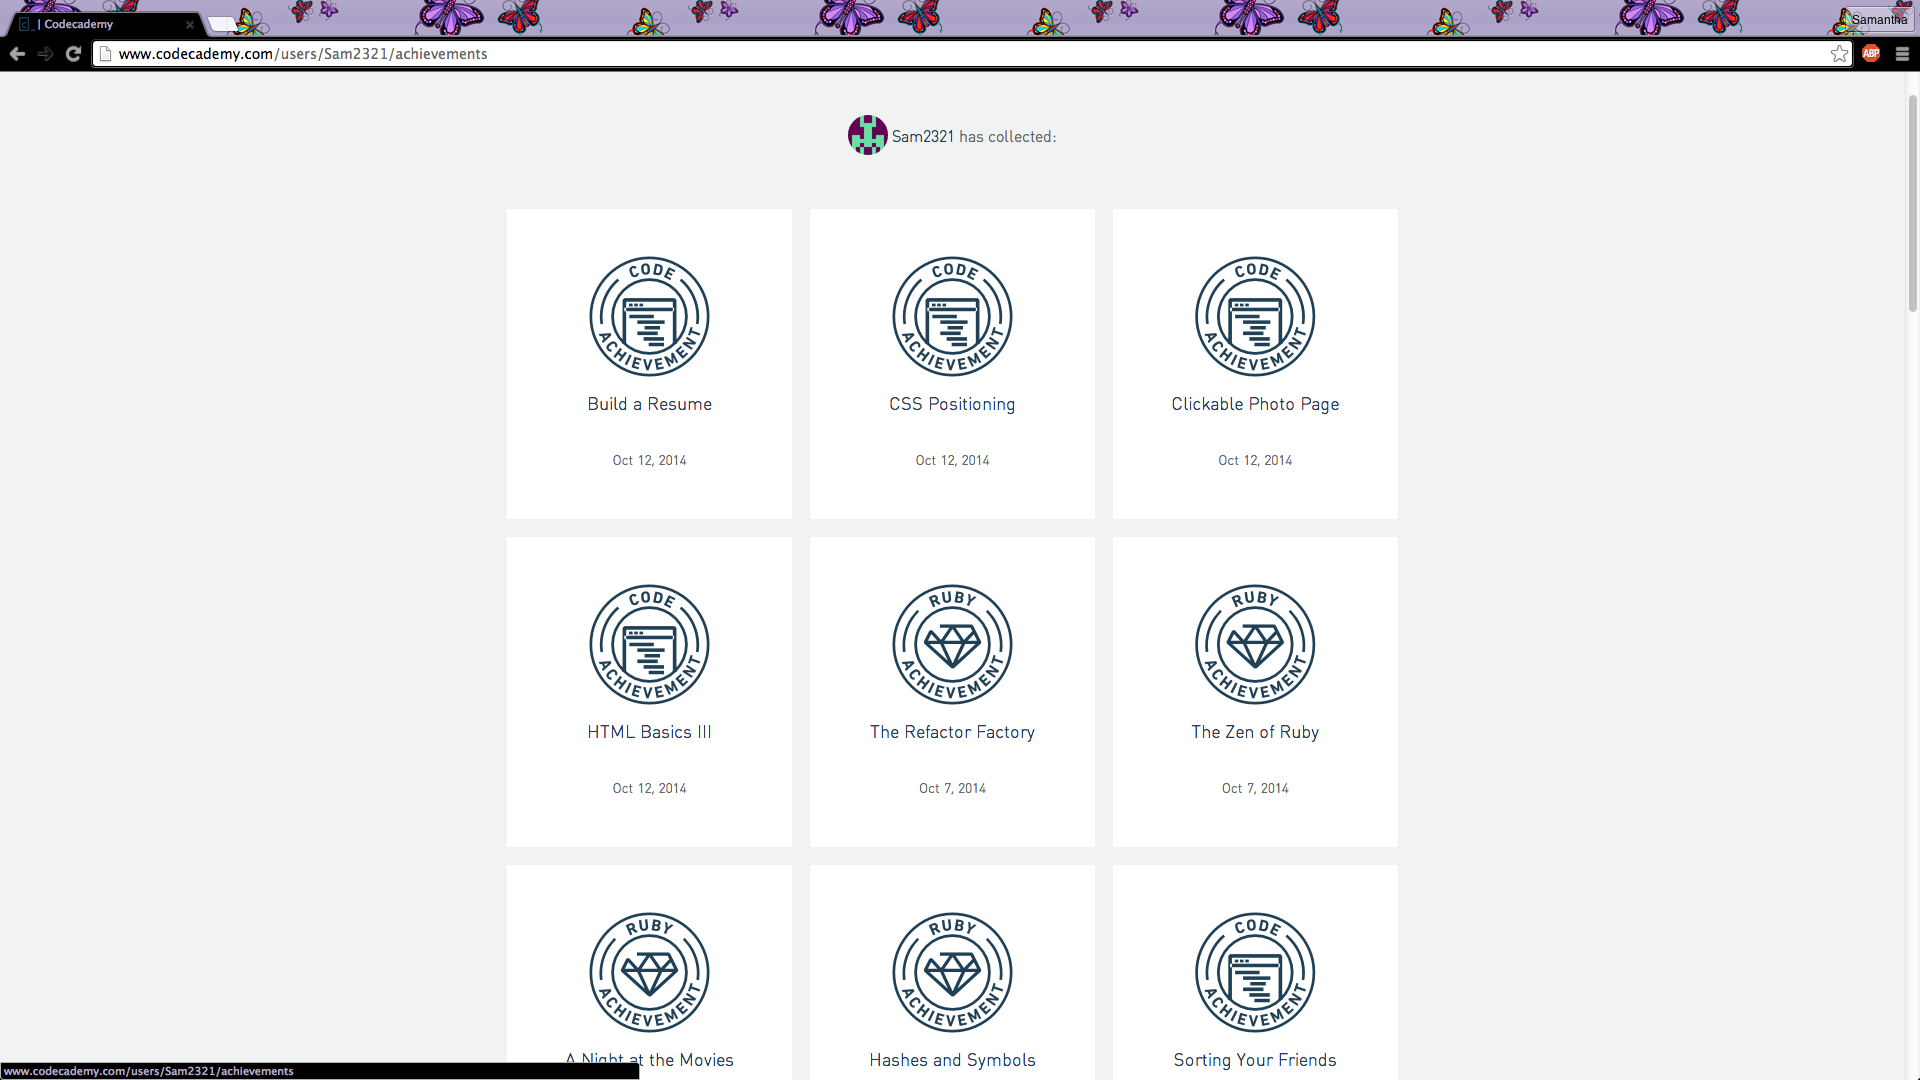 | Codecademy
Samantha
www.codecademy.com/users/Sam2321/achievements
ABP
Sam2321 has collected:
CODE ACHIEVEMENT
CODE ACHIEVEMENT
CODE ACHIEVEMENT
Build a Resume
CSS Positioning
Clickable Photo Page
Oct 12, 2014
Oct 12, 2014
Oct 12, 2014
CODE ACHIEVEMENT
RUBY ACHIEVEMENT
RUBY ACHIEVEMENT
HTML Basics III
The Refactor Factory
The Zen of Ruby
Oct 12, 2014
Oct 7, 2014
Oct 7, 2014
RUBY ACHIEVEMENT
RUBY ACHIEVEMENT
CODE ACHIEVEMENT
A Night at the Movies
Hashes and Symbols
Sorting Your Friends
www.codecademy.com/users/Sam2321/achievements